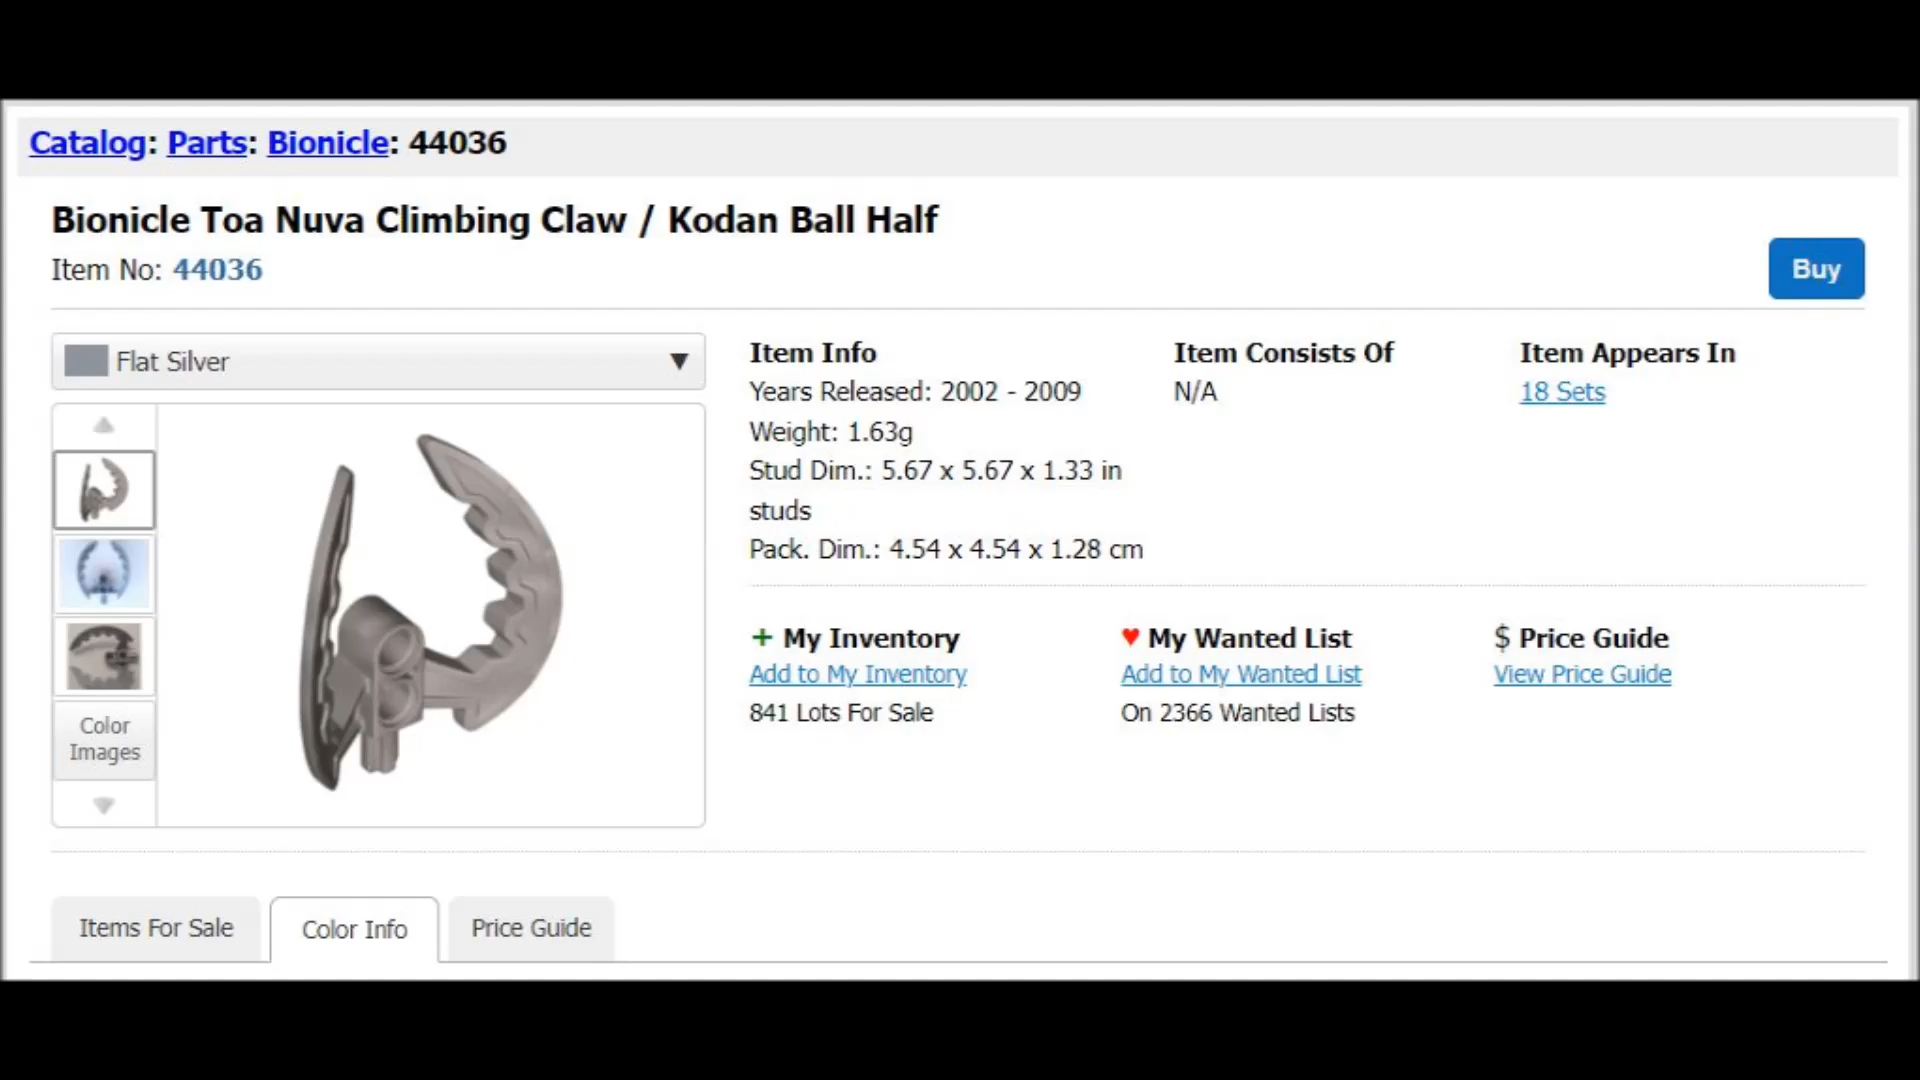 Catalog: Parts: Bionicle: 44036
Bionicle Toa Nuva Climbing Claw / Kodan Ball Half
Item No: 44036
Buy
Flat Silver
Item Info
Years Released: 2002 - 2009
Weight: 1.63g
Stud Dim.: 5.67 x 5.67 x 1.33 in
studs
Pack. Dim.: 4.54 x 4.54 x 1.28 cm
Item Consists Of
N/A
Item Appears In
18 Sets
+ My Inventory
Add to My Inventory
841 Lots For Sale
♥ My Wanted List
Add to My Wanted List
On 2366 Wanted Lists
$ Price Guide
View Price Guide
Color
Images
Items For Sale
Color Info
Price Guide